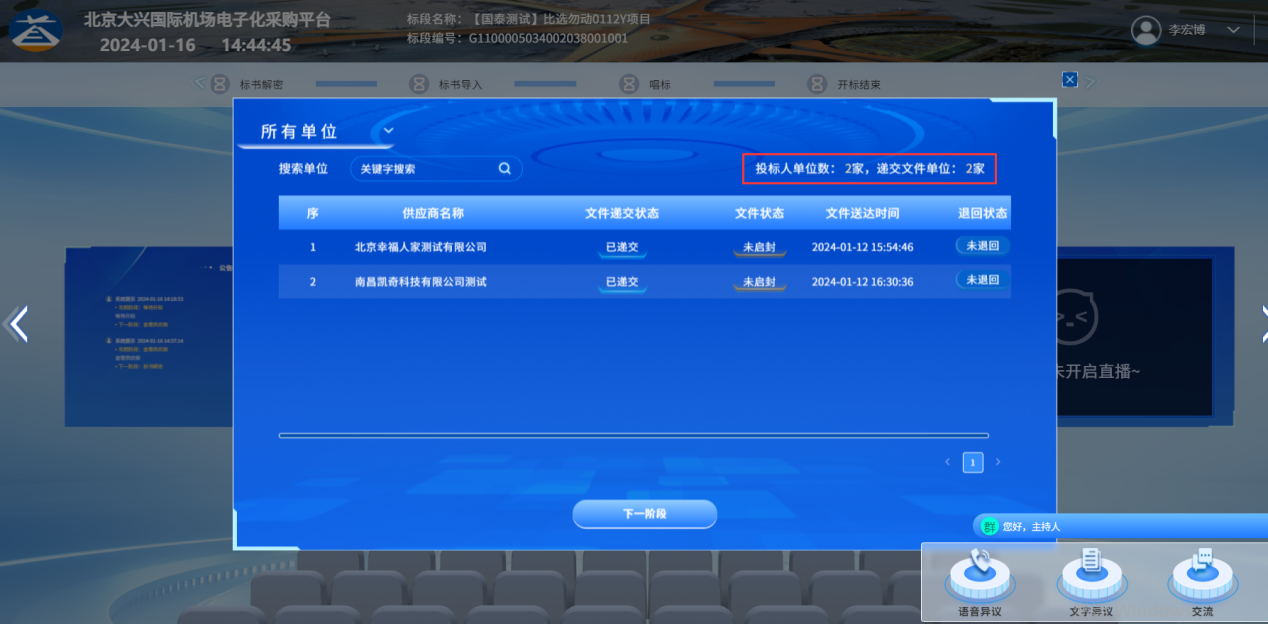 北京大兴国际机场电子化采购平台
2024-01-16 14:44:45
标段名称：【国泰测试】比选勿动0112Y项目
标段编号：G1100005034002038001001
李宏博
标书解密 标书导入 唱标 开标结束
所有单位
搜索单位 关键字搜索
投标人单位数： 2家，递交文件单位： 2家
序 供应商名称 文件递交状态 文件状态 文件送达时间 退回状态
1 北京幸福人家测试有限公司 已递交 未启封 2024-01-12 15:54:46 未退回
2 南昌凯奇科技有限公司测试 已递交 未启封 2024-01-12 16:30:36 未退回
未开启直播~
1
下一阶段
群 您好，主持人
语音异议 文字异议 交流